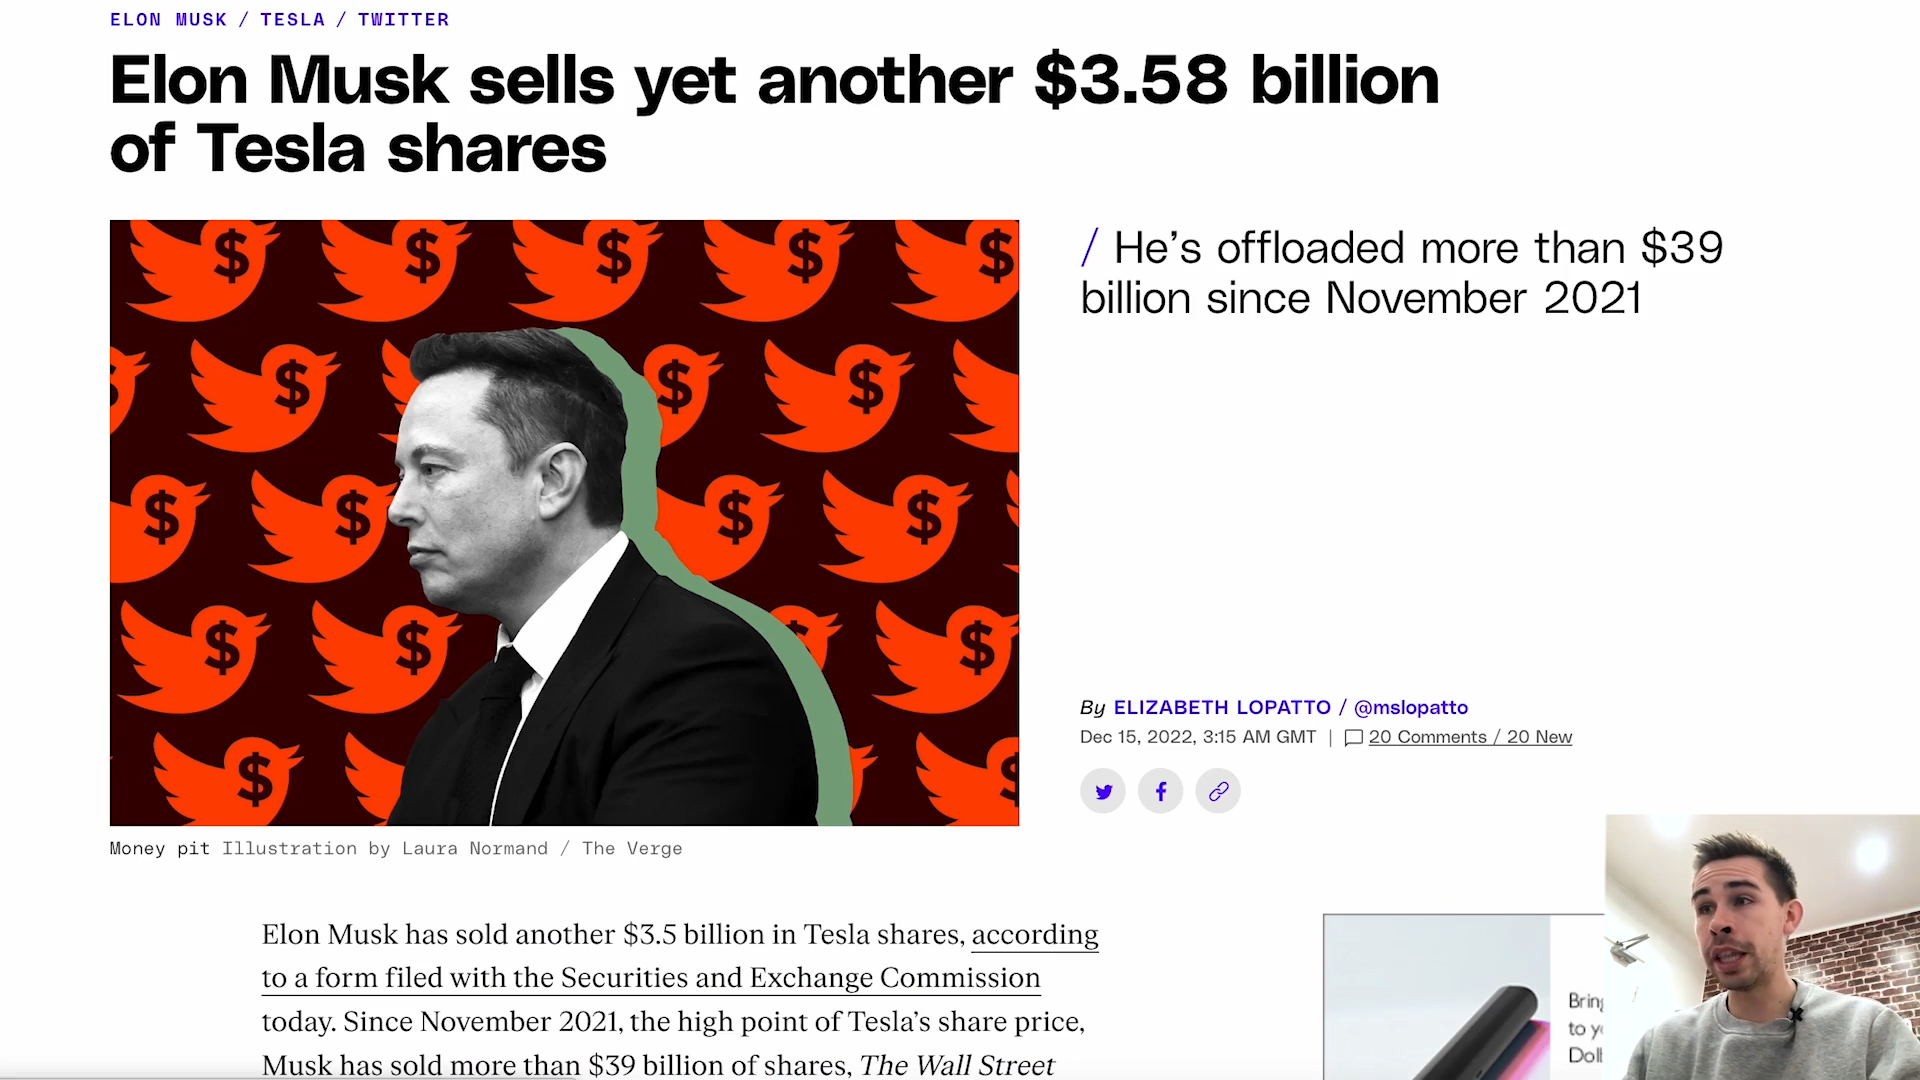 ELON MUSK / TESLA / TWITTER
Elon Musk sells yet another $3.58 billion
of Tesla shares
/ He’s offloaded more than $39
billion since November 2021
By ELIZABETH LOPATTO / @mslopatto
Dec 15, 2022, 3:15 AM GMT | 20 Comments / 20 New
Money pit Illustration by Laura Normand / The Verge
Elon Musk has sold another $3.5 billion in Tesla shares, according
to a form filed with the Securities and Exchange Commission
today. Since November 2021, the high point of Tesla’s share price,
Musk has sold more than $39 billion of shares, The Wall Street
to